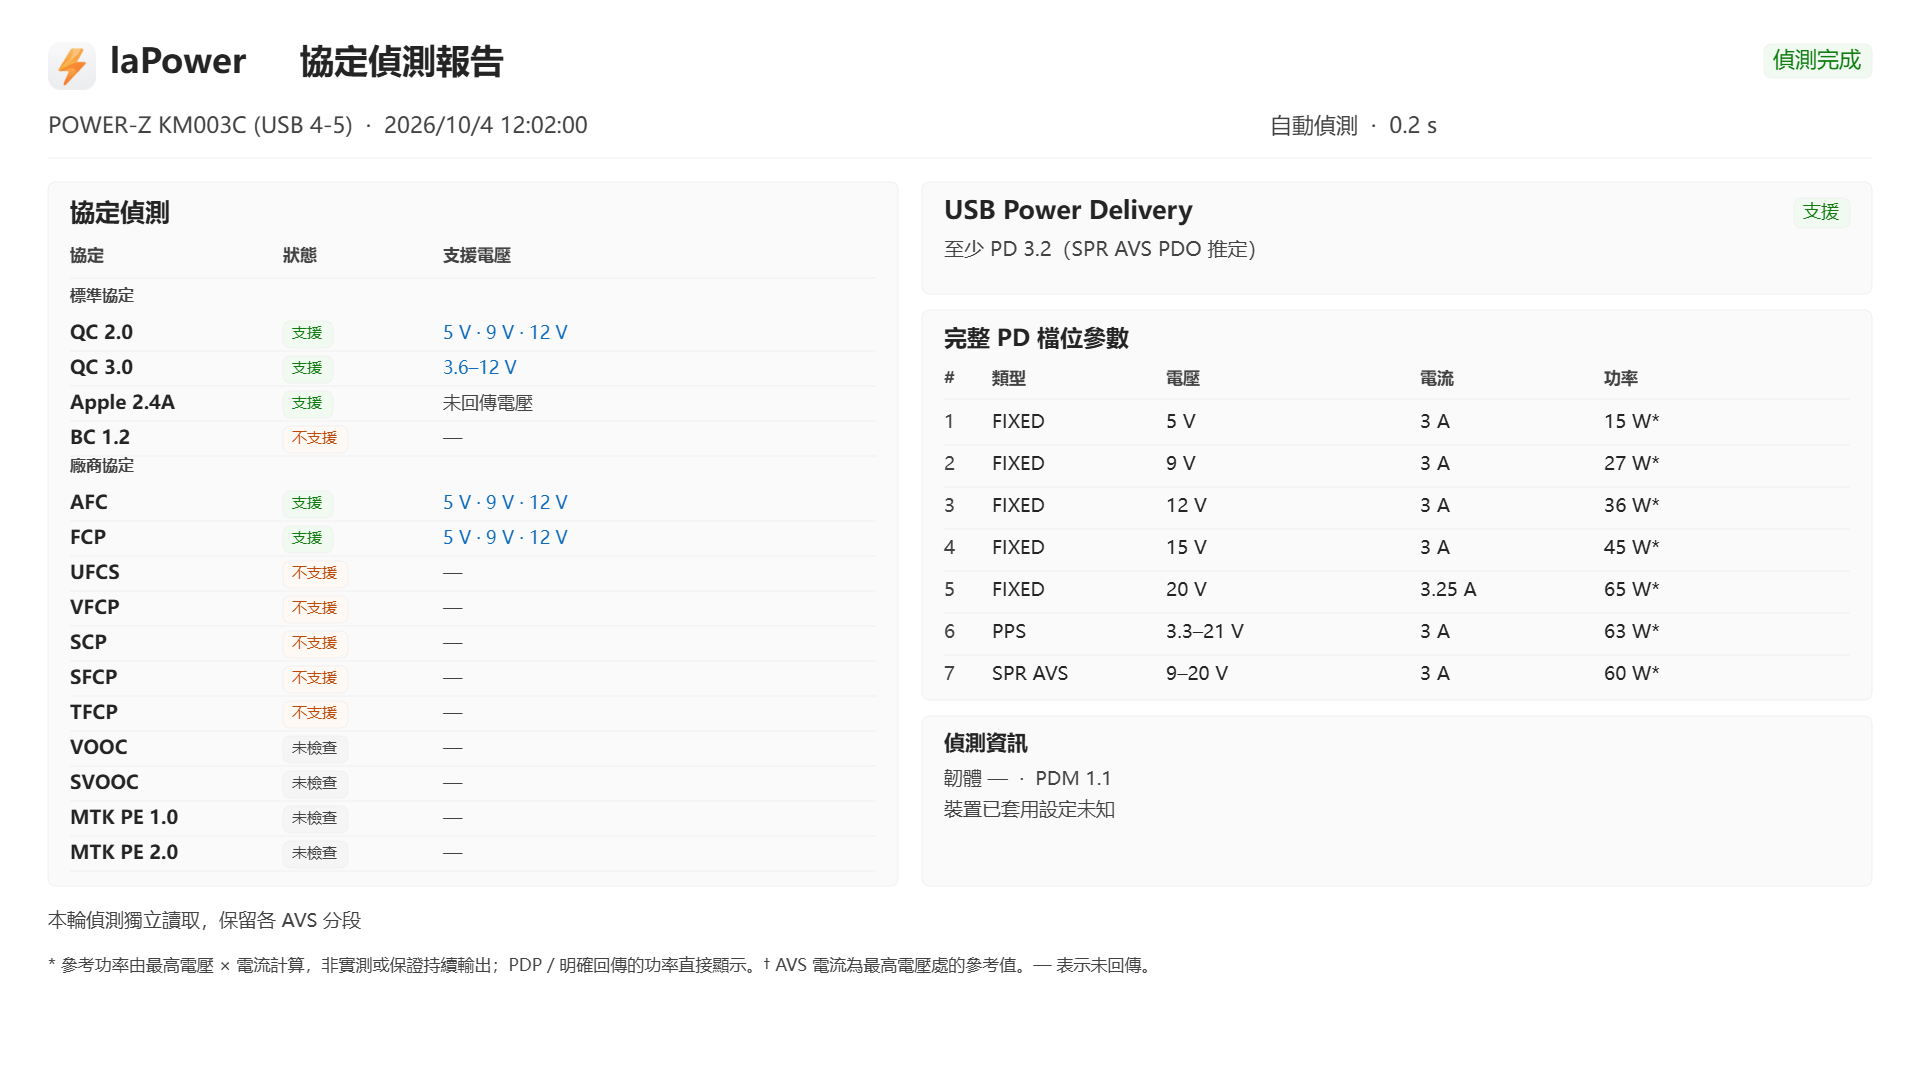 laPower 協定偵測報告 偵測完成
POWER-Z KM003C (USB 4-5) · 2026/10/4 12:02:00 自動偵測 · 0.2 s
協定偵測
協定 狀態 支援電壓
標準協定
QC 2.0 支援 5 V · 9 V · 12 V
QC 3.0 支援 3.6–12 V
Apple 2.4A 支援 未回傳電壓
BC 1.2 不支援 —
廠商協定
AFC 支援 5 V · 9 V · 12 V
FCP 支援 5 V · 9 V · 12 V
UFCS 不支援 —
VFCP 不支援 —
SCP 不支援 —
SFCP 不支援 —
TFCP 不支援 —
VOOC 未檢查 —
SVOOC 未檢查 —
MTK PE 1.0 未檢查 —
MTK PE 2.0 未檢查 —
USB Power Delivery 支援
至少 PD 3.2（SPR AVS PDO 推定）
完整 PD 檔位參數
# 類型 電壓 電流 功率
1 FIXED 5 V 3 A 15 W*
2 FIXED 9 V 3 A 27 W*
3 FIXED 12 V 3 A 36 W*
4 FIXED 15 V 3 A 45 W*
5 FIXED 20 V 3.25 A 65 W*
6 PPS 3.3–21 V 3 A 63 W*
7 SPR AVS 9–20 V 3 A 60 W*
偵測資訊
韌體 — · PDM 1.1
裝置已套用設定未知
本輪偵測獨立讀取，保留各 AVS 分段
* 參考功率由最高電壓 × 電流計算，非實測或保證持續輸出；PDP / 明確回傳的功率直接顯示。† AVS 電流為最高電壓處的參考值。— 表示未回傳。